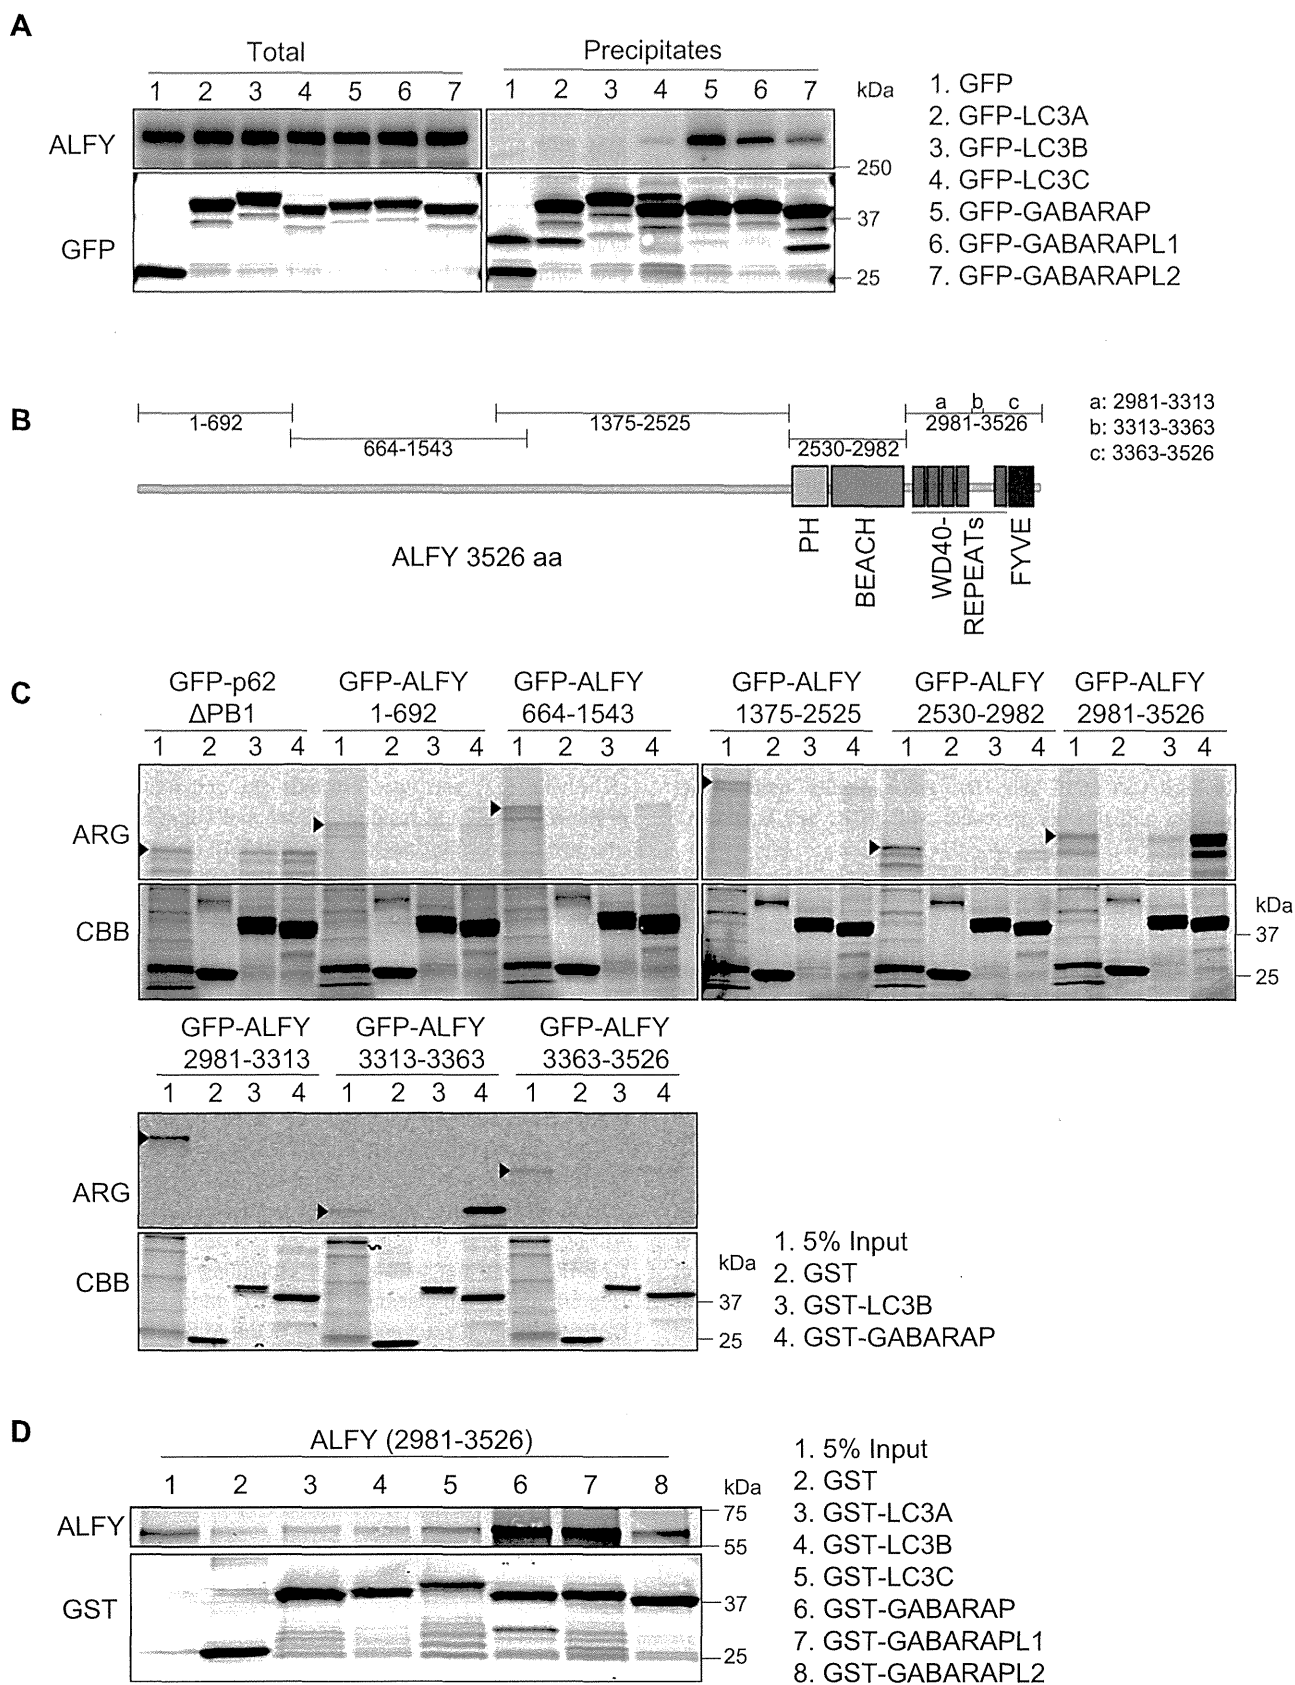 A
Total
Precipitates
1 2 3 4 5 6 7
1 2 3 4 5 6 7
kDa
ALFY
250
GFP
37
25
1. GFP
2. GFP-LC3A
3. GFP-LC3B
4. GFP-LC3C
5. GFP-GABARAP
6. GFP-GABARAPL1
7. GFP-GABARAPL2
B
1-692
664-1543
1375-2525
2530-2982
a b c
2981-3526
a: 2981-3313
b: 3313-3363
c: 3363-3526
ALFY 3526 aa
PH
BEACH
WD40-
REPEATs
FYVE
C
GFP-p62
ΔPB1
GFP-ALFY
1-692
GFP-ALFY
664-1543
GFP-ALFY
1375-2525
GFP-ALFY
2530-2982
GFP-ALFY
2981-3526
1 2 3 4 1 2 3 4 1 2 3 4 1 2 3 4 1 2 3 4 1 2 3 4
ARG
CBB
kDa
37
25
GFP-ALFY
2981-3313
GFP-ALFY
3313-3363
GFP-ALFY
3363-3526
1 2 3 4 1 2 3 4 1 2 3 4
ARG
CBB
kDa
37
25
1. 5% Input
2. GST
3. GST-LC3B
4. GST-GABARAP
D
ALFY (2981-3526)
1 2 3 4 5 6 7 8
kDa
ALFY
75
55
GST
37
25
1. 5% Input
2. GST
3. GST-LC3A
4. GST-LC3B
5. GST-LC3C
6. GST-GABARAP
7. GST-GABARAPL1
8. GST-GABARAPL2